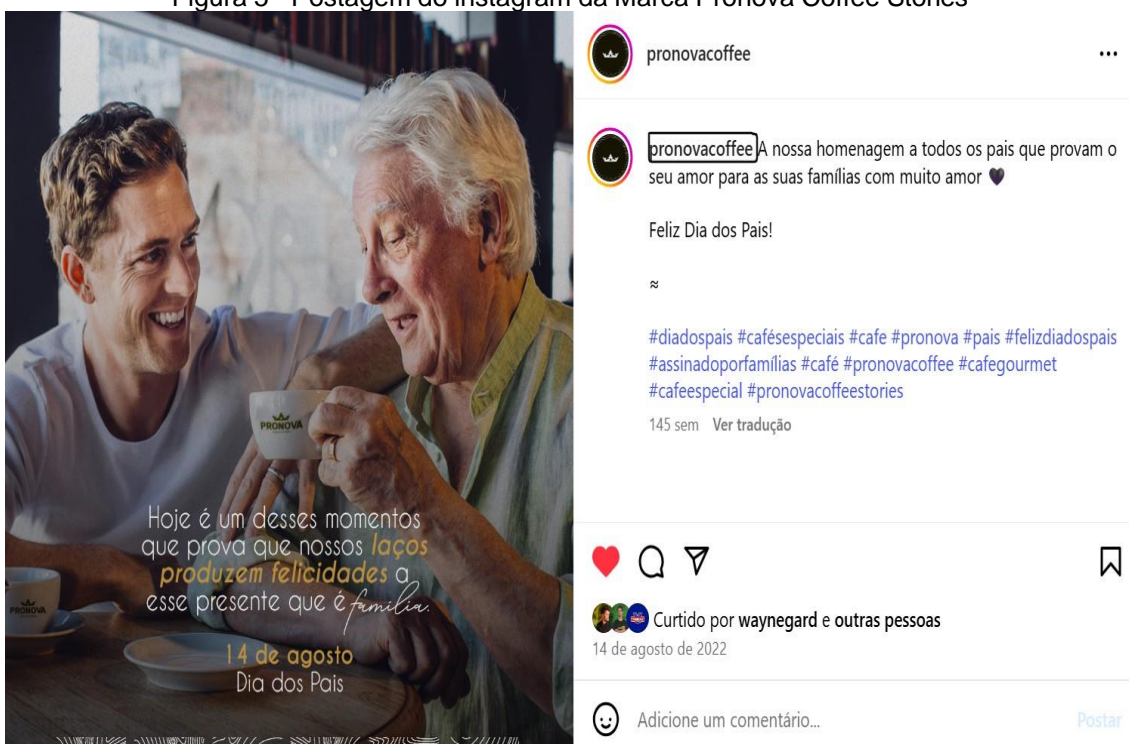 Figura 5 - Postagem do instagram da Marca Pronova Coffee Stories
PRONOVA
PRONOVA
Hoje é um desses momentos
que prova que nossos laços
produzem felicidades a
esse presente que é família.
14 de agosto
Dia dos Pais
pronovacoffee
pronovacoffee A nossa homenagem a todos os pais que provam o
seu amor para as suas famílias com muito amor 🖤
Feliz Dia dos Pais!
≈
#diadospais #cafésespeciais #cafe #pronova #pais #felizdiadospais
#assinadoporfamílias #café #pronovacoffee #cafegourmet
#cafeespecial #pronovacoffeestories
145 sem Ver tradução
Curtido por waynegard e outras pessoas
14 de agosto de 2022
Adicione um comentário...
Postar